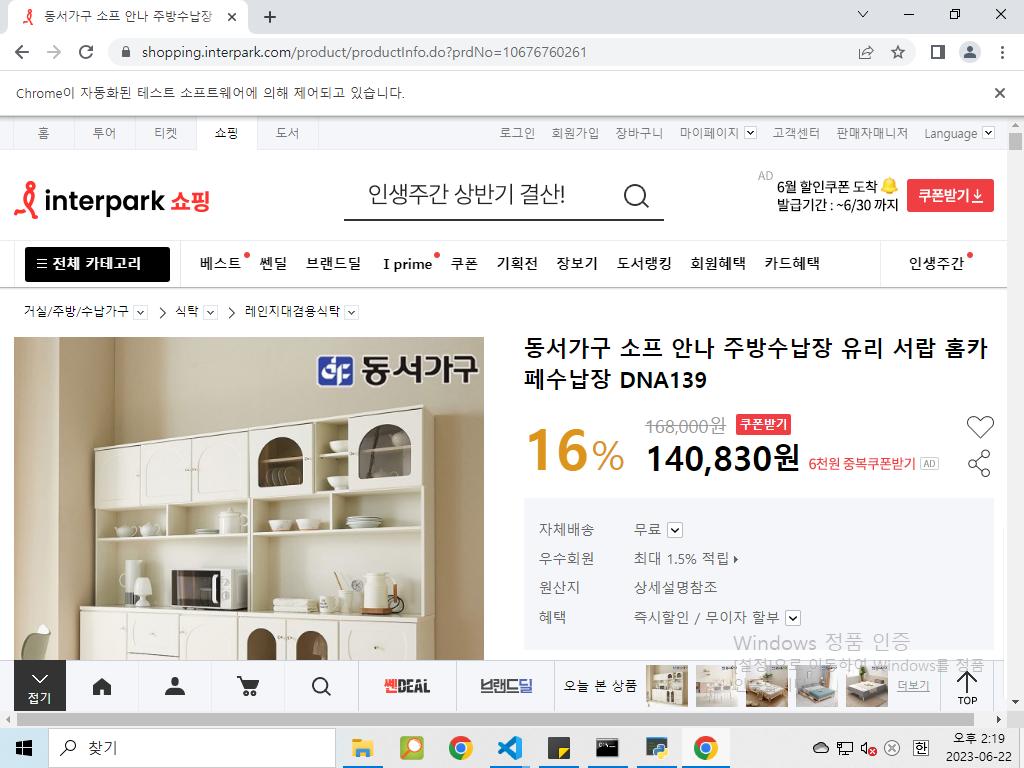 동서가구 소프 안나 주방수납장
shopping.interpark.com/product/productInfo.do?prdNo=10676760261
Chrome이 자동화된 테스트 소프트웨어에 의해 제어되고 있습니다.
홈 투어 티켓 쇼핑 도서 로그인 회원가입 장바구니 마이페이지 고객센터 판매자매니저 Language
AD
interpark 쇼핑 인생주간 상반기 결산! 6월 할인쿠폰 도착 쿠폰받기
발급기간 : ~6/30 까지
전체 카테고리 베스트 쎈딜 브랜드딜 I prime 쿠폰 기획전 장보기 도서랭킹 회원혜택 카드혜택 인생주간
거실/주방/수납가구 > 식탁 > 레인지대겸용식탁
동서가구
동서가구 소프 안나 주방수납장 유리 서랍 홈카
페수납장 DNA139
16% 168,000원 쿠폰받기
140,830원 6천원 중복쿠폰받기 AD
자체배송 무료
우수회원 최대 1.5% 적립
원산지 상세설명참조
혜택 즉시할인 / 무이자 할부
Windows 정품 인증
[설정]으로 이동하여 Windows를 정품
접기 쎈DEAL 브랜드딜 오늘 본 상품 더보기 TOP
찾기
오후 2:19
한
2023-06-22